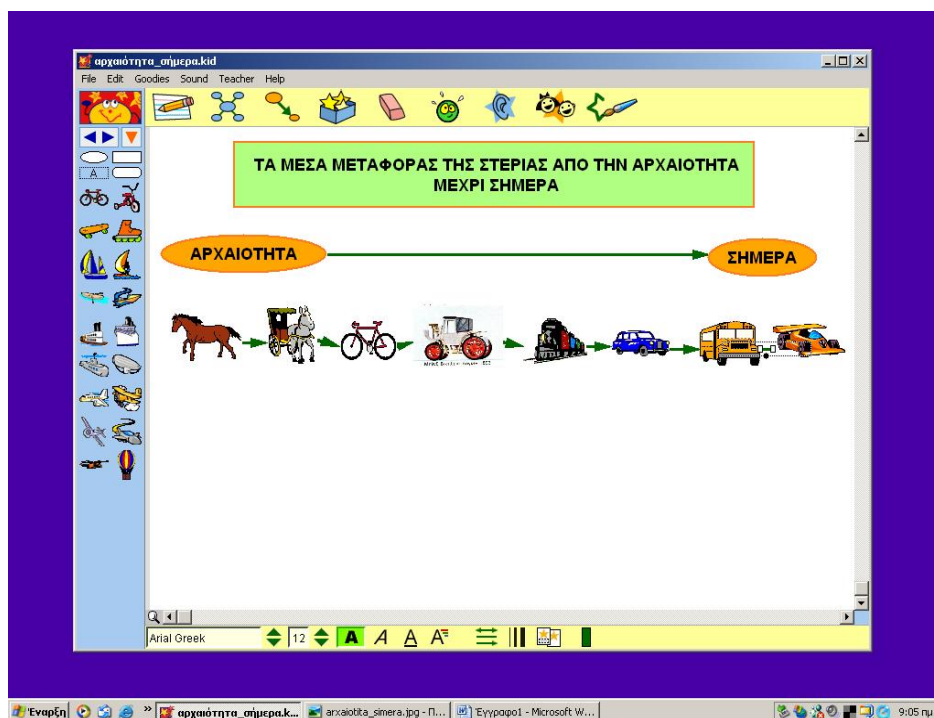 αρχαιότητα_σήμερα.kid
File Edit Goodies Sound Teacher Help
A
ΤΑ ΜΕΣΑ ΜΕΤΑΦΟΡΑΣ ΤΗΣ ΣΤΕΡΙΑΣ ΑΠΟ ΤΗΝ ΑΡΧΑΙΟΤΗΤΑ
ΜΕΧΡΙ ΣΗΜΕΡΑ
ΑΡΧΑΙΟΤΗΤΑ
ΣΗΜΕΡΑ
Arial Greek 12 A A A A
Έναρξη » αρχαιότητα_σήμερα.k... arxaiotita_simera.jpg - Π... Έγγραφο1 - Microsoft W... 9:05 πμ